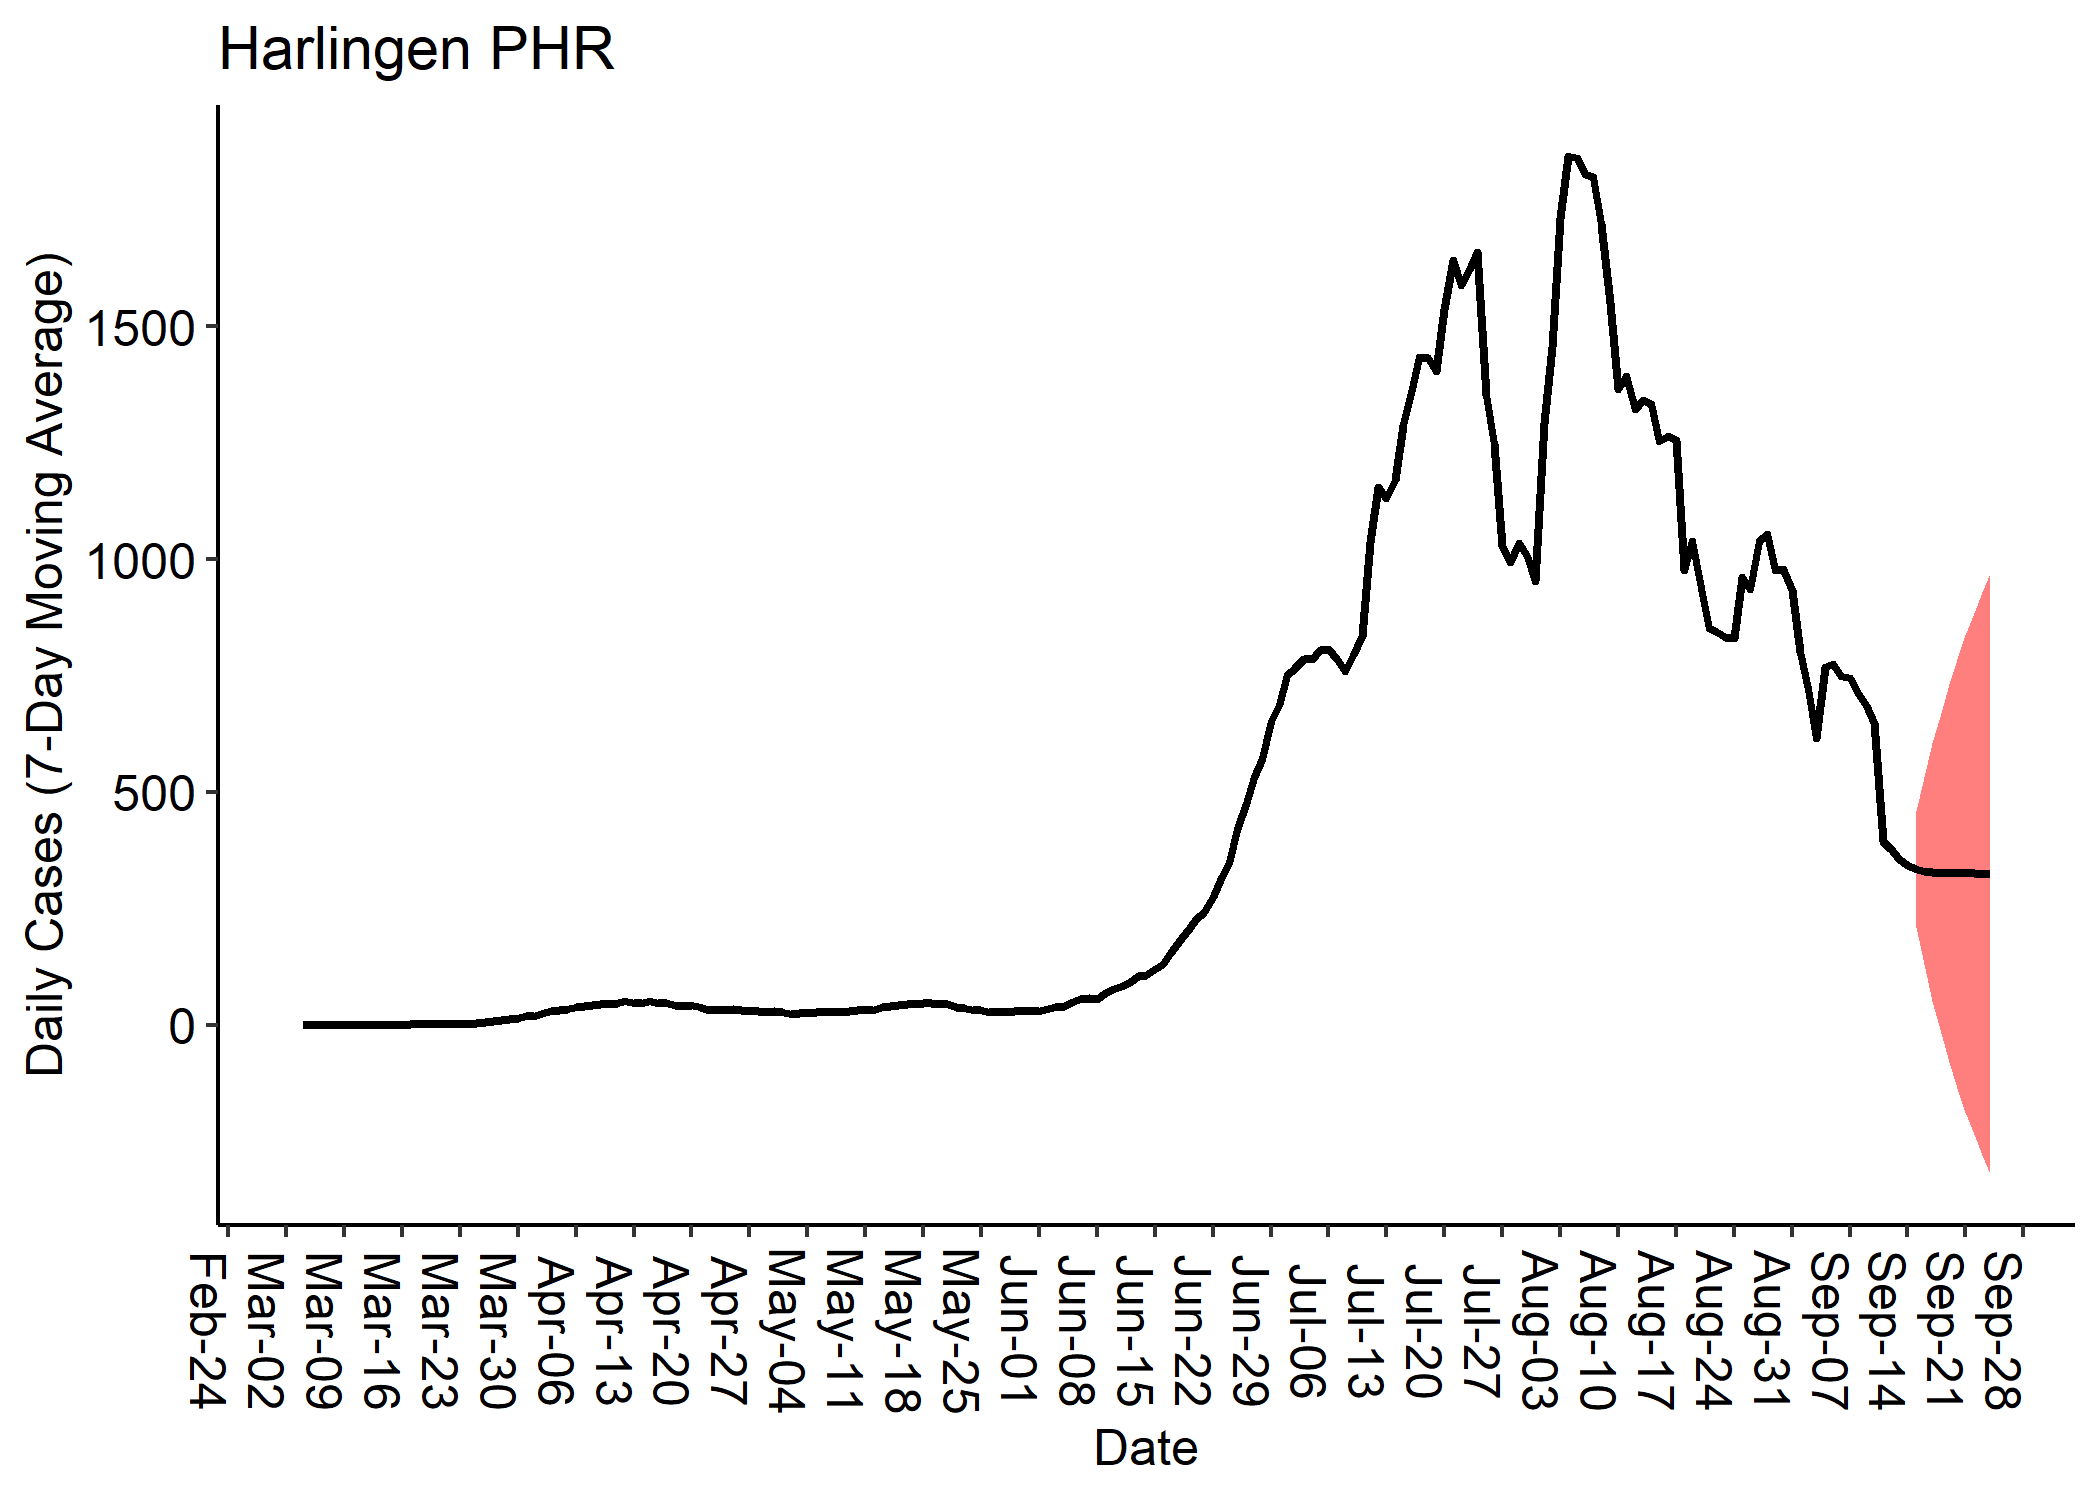 Harlingen PHR
Daily Cases (7-Day Moving Average)
1500
1000
500
0
Feb-24
Mar-02
Mar-09
Mar-16
Mar-23
Mar-30
Apr-06
Apr-13
Apr-20
Apr-27
May-04
May-11
May-18
May-25
Jun-01
Jun-08
Jun-15
Jun-22
Jun-29
Jul-06
Jul-13
Jul-20
Jul-27
Aug-03
Aug-10
Aug-17
Aug-24
Aug-31
Sep-07
Sep-14
Sep-21
Sep-28
Date